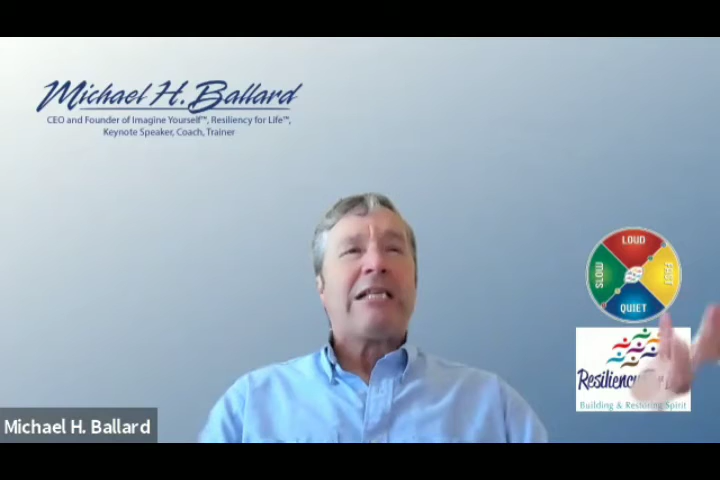 Michael H. Ballard
CEO and Founder of Imagine Yourself™, Resiliency for Life™,
Keynote Speaker, Coach, Trainer
LOUD
SLOW
FAST
QUIET
Building & Restoring Spirit
Michael H. Ballard